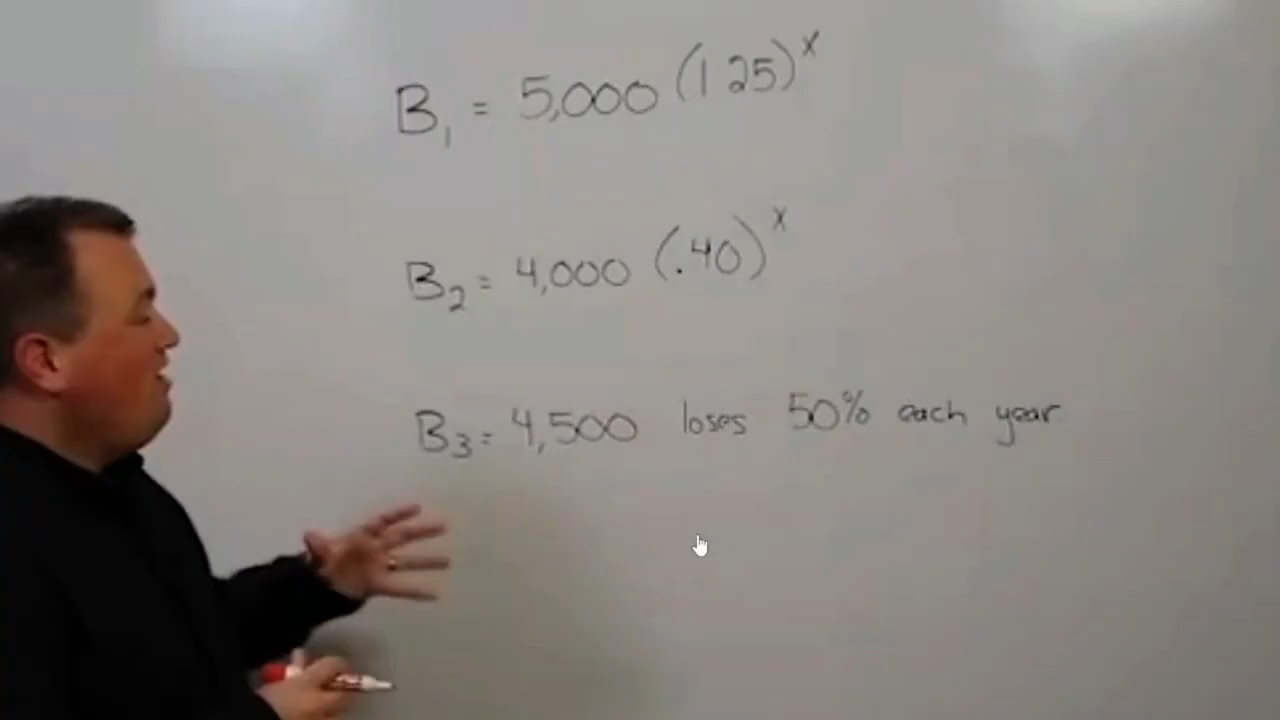 B₁ = 5,000 (1 25)ˣ
B₂ = 4,000 (.40)ˣ
B₃ = 4,500 loses 50% each year